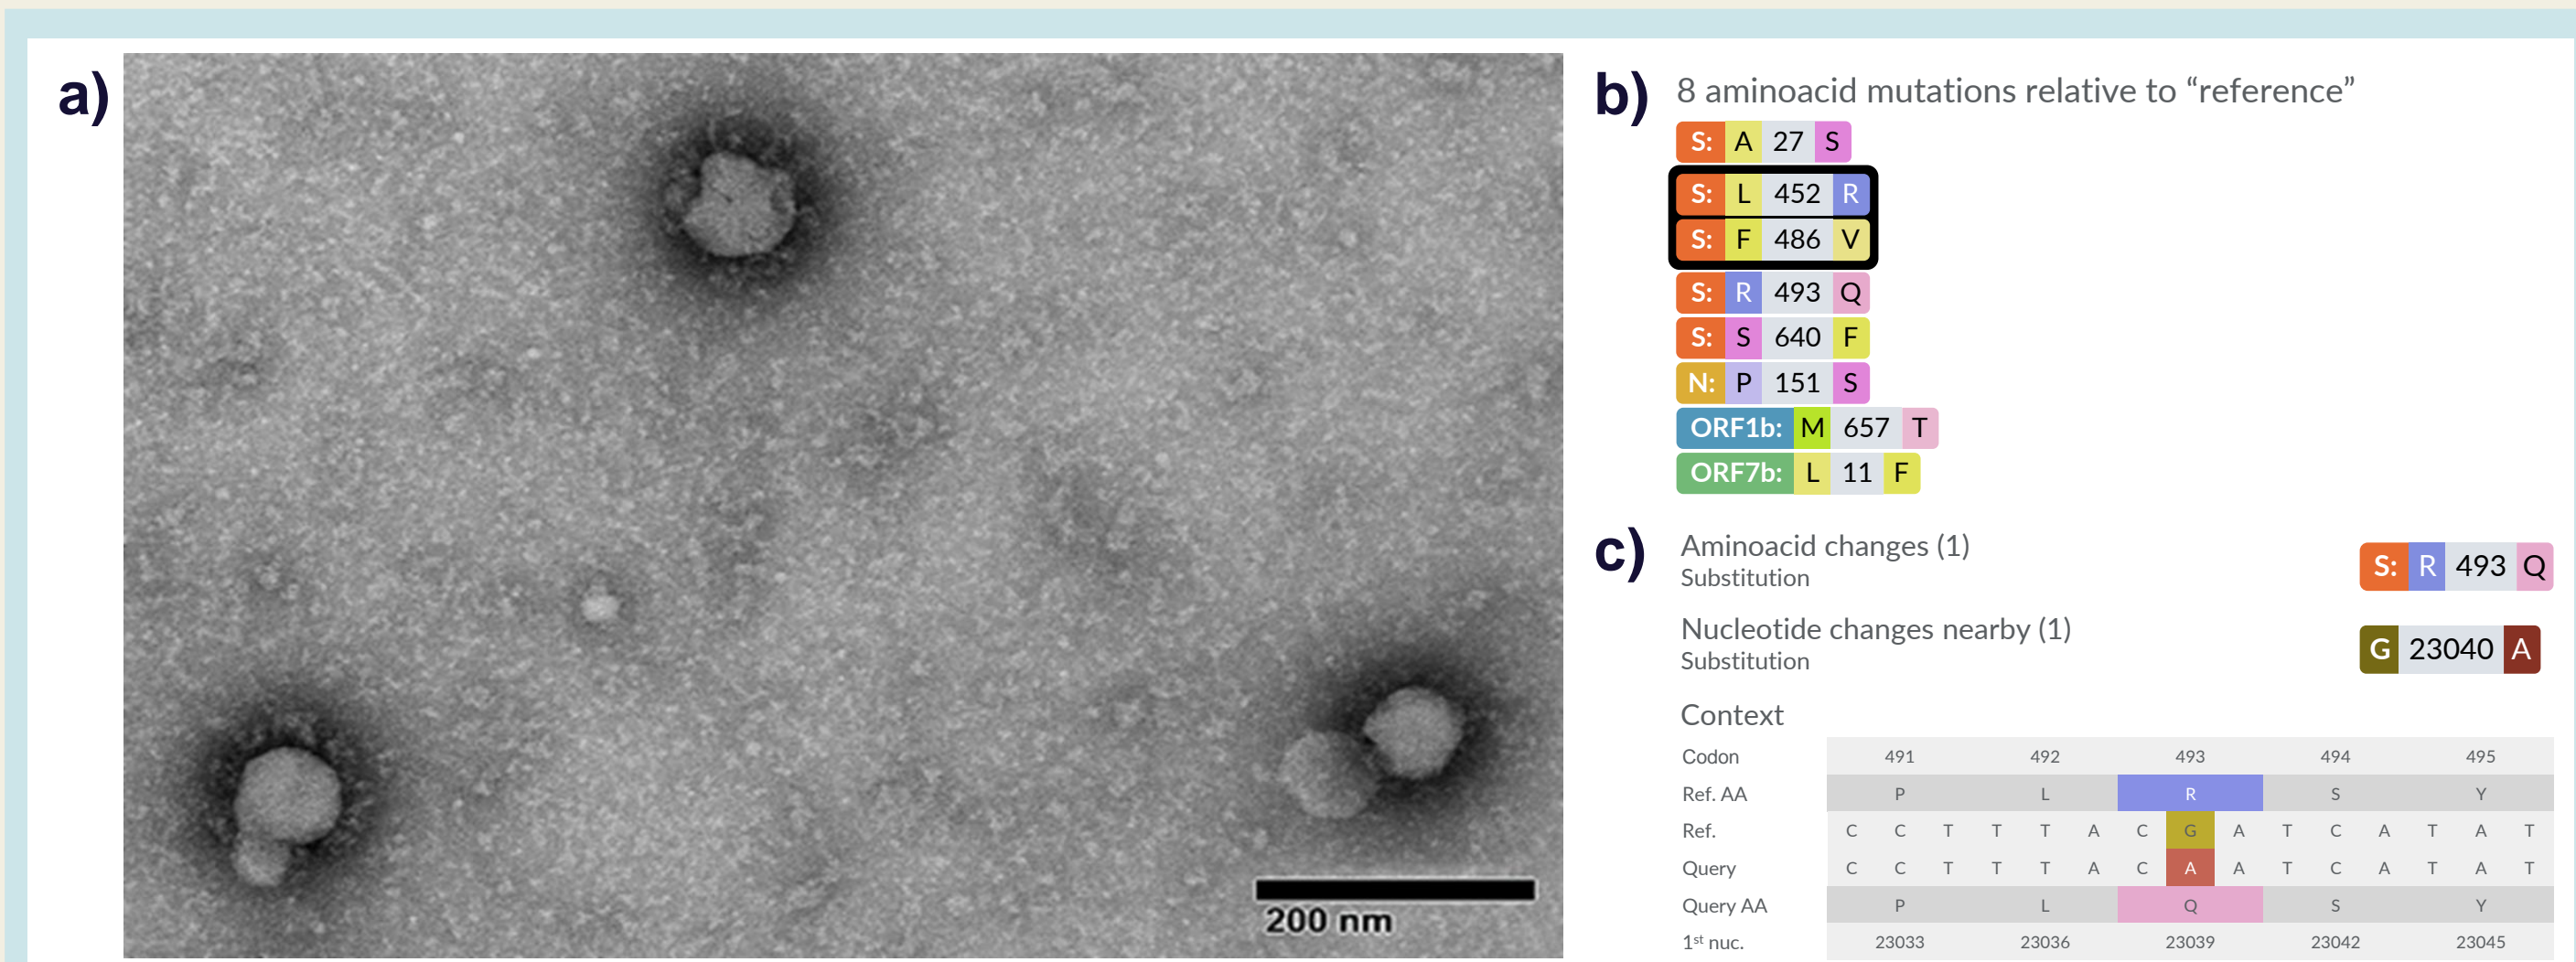 a)
200 nm
b)
8 aminoacid mutations relative to “reference”
S: A 27 S
S: L 452 R
S: F 486 V
S: R 493 Q
S: S 640 F
N: P 151 S
ORF1b: M 657 T
ORF7b: L 11 F
c)
Aminoacid changes (1)
Substitution
S: R 493 Q
Nucleotide changes nearby (1)
Substitution
G 23040 A
Context
Codon 491 492 493 494 495
Ref. AA P L R S Y
Ref. C C T T T A C G A T C A T A T
Query C C T T T A C A A T C A T A T
Query AA P L Q S Y
1st nuc. 23033 23036 23039 23042 23045